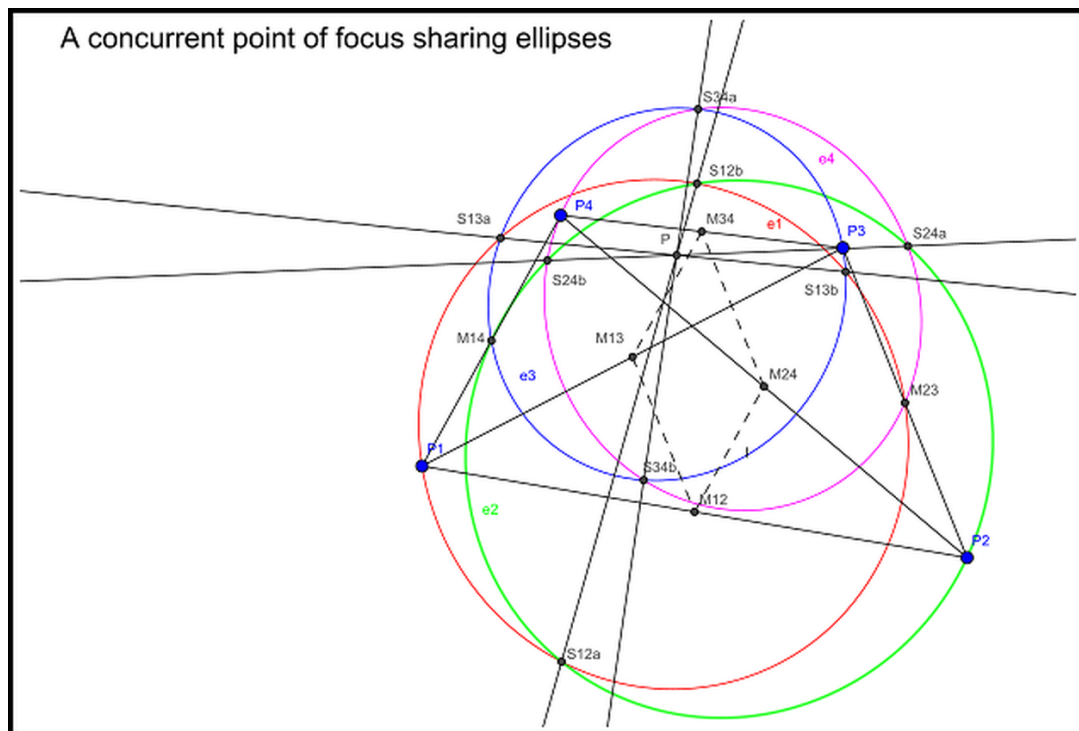 A concurrent point of focus sharing ellipses
S34a
e4
S12b
P4
M34
e1
P3
S13a
P
S24a
S24b
S13b
M14
M13
e3
M24
M23
P1
S34b
M12
e2
P2
S12a